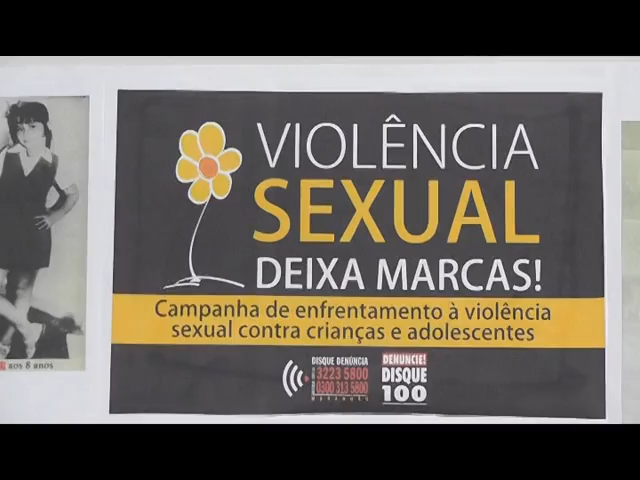 VIOLÊNCIA
SEXUAL
DEIXA MARCAS!
Campanha de enfrentamento à violência
sexual contra crianças e adolescentes
DISQUE DENÚNCIA
3223 5800
0300 313 5800
DENUNCIE!
DISQUE
100
aos 8 anos